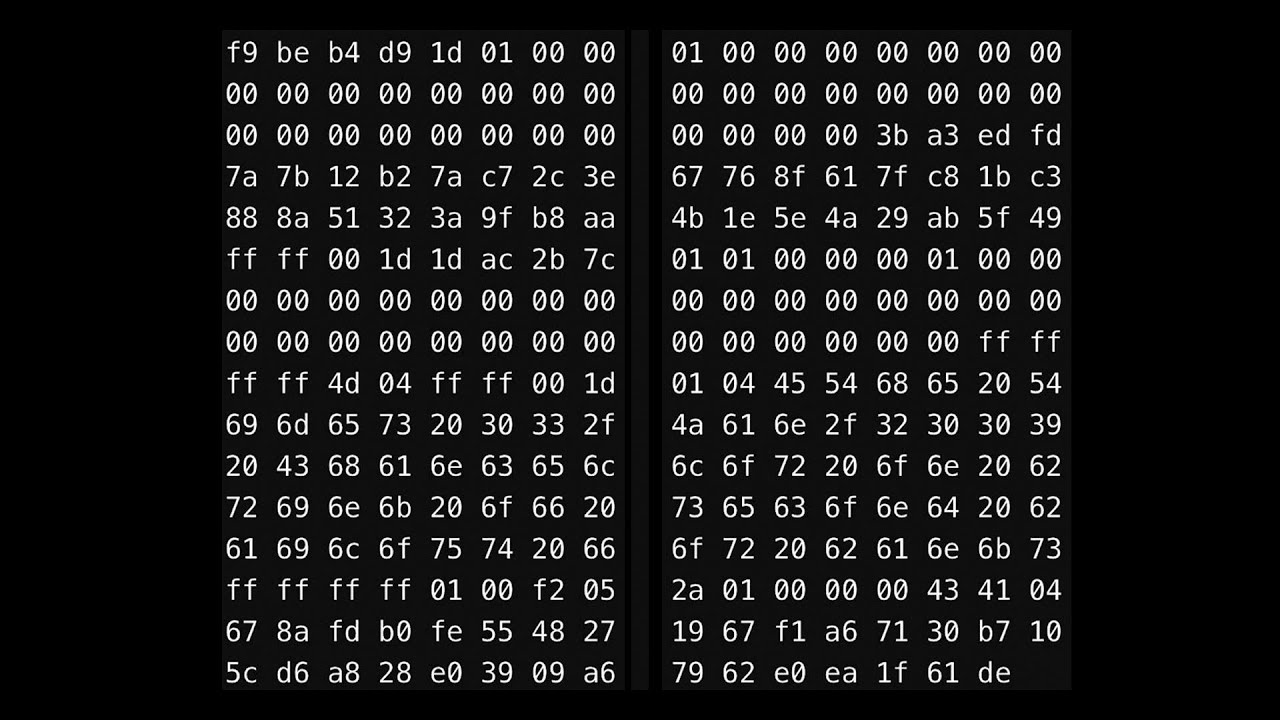 f9 be b4 d9 1d 01 00 00 01 00 00 00 00 00 00 00
00 00 00 00 00 00 00 00 00 00 00 00 00 00 00 00
00 00 00 00 00 00 00 00 00 00 00 00 3b a3 ed fd
7a 7b 12 b2 7a c7 2c 3e 67 76 8f 61 7f c8 1b c3
88 8a 51 32 3a 9f b8 aa 4b 1e 5e 4a 29 ab 5f 49
ff ff 00 1d 1d ac 2b 7c 01 01 00 00 00 01 00 00
00 00 00 00 00 00 00 00 00 00 00 00 00 00 00 00
00 00 00 00 00 00 00 00 00 00 00 00 00 00 ff ff
ff ff 4d 04 ff ff 00 1d 01 04 45 54 68 65 20 54
69 6d 65 73 20 30 33 2f 4a 61 6e 2f 32 30 30 39
20 43 68 61 6e 63 65 6c 6c 6f 72 20 6f 6e 20 62
72 69 6e 6b 20 6f 66 20 73 65 63 6f 6e 64 20 62
61 69 6c 6f 75 74 20 66 6f 72 20 62 61 6e 6b 73
ff ff ff ff 01 00 f2 05 2a 01 00 00 00 43 41 04
67 8a fd b0 fe 55 48 27 19 67 f1 a6 71 30 b7 10
5c d6 a8 28 e0 39 09 a6 79 62 e0 ea 1f 61 de